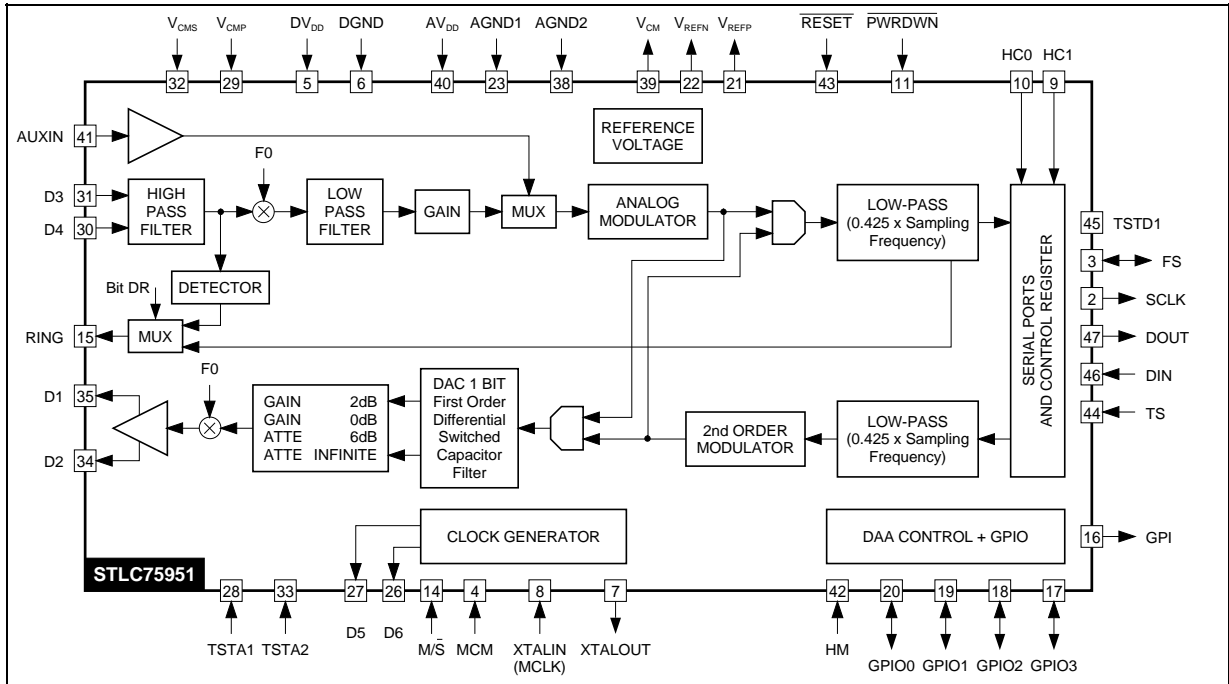 VCMS VCMP DVDD DGND AVDD AGND1 AGND2 VCM VREFN VREFP RESET PWRDWN HC0 HC1
32 29 5 6 40 23 38 39 22 21 43 11 10 9
AUXIN 41
REFERENCE
VOLTAGE
F0
D3 31
D4 30
HIGH
PASS
FILTER
LOW
PASS
FILTER
GAIN
MUX
ANALOG
MODULATOR
LOW-PASS
(0.425 x Sampling
Frequency)
SERIAL PORTS
AND CONTROL REGISTER
45 TSTD1
3 FS
2 SCLK
47 DOUT
46 DIN
44 TS
DETECTOR
Bit DR
RING 15
MUX
F0
D1 35
D2 34
GAIN 2dB
GAIN 0dB
ATTE 6dB
ATTE INFINITE
DAC 1 BIT
First Order
Differential
Switched
Capacitor
Filter
2nd ORDER
MODULATOR
LOW-PASS
(0.425 x Sampling
Frequency)
CLOCK GENERATOR
DAA CONTROL + GPIO
16 GPI
STLC75951
28 33 27 26 14 4 8 7 42 20 19 18 17
TSTA1 TSTA2 D5 D6 M/S̄ MCM XTALIN XTALOUT HM GPIO0 GPIO1 GPIO2 GPIO3
(MCLK)